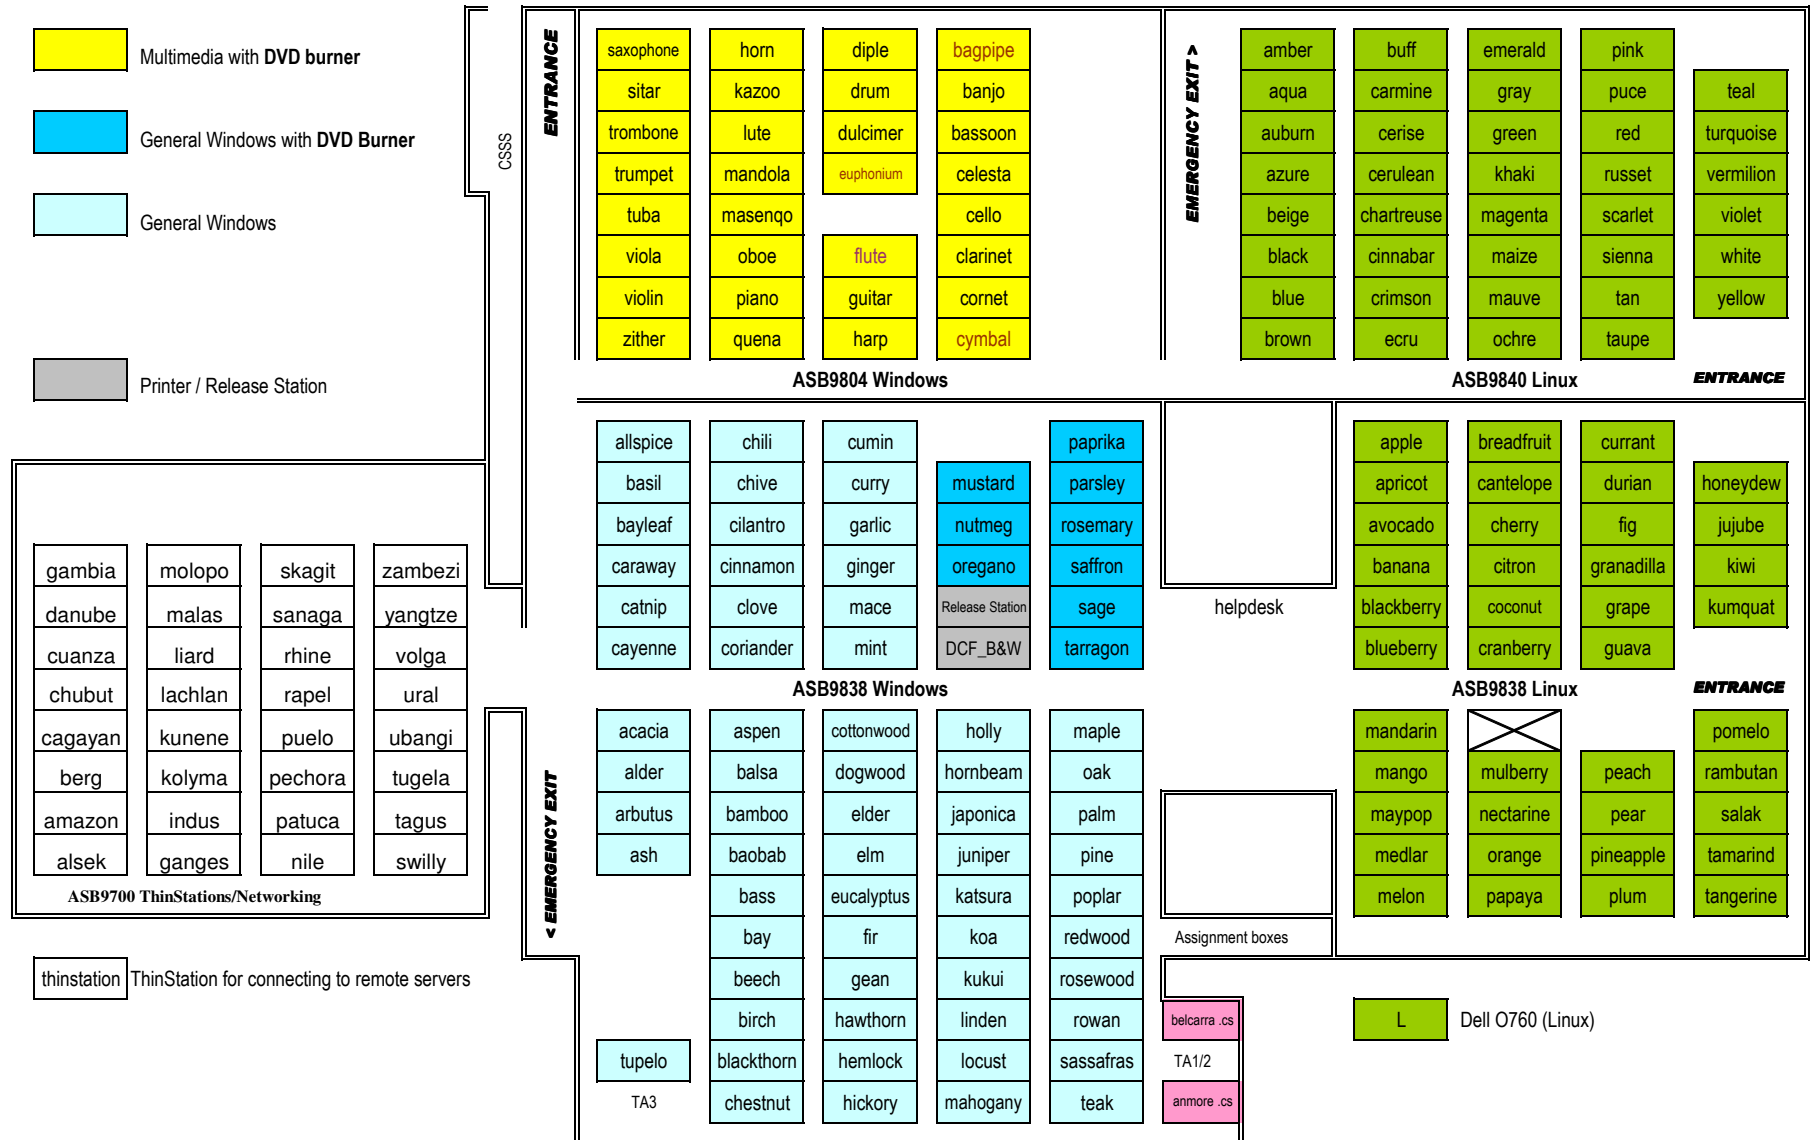 Multimedia with DVD burner
General Windows with DVD Burner
General Windows
Printer / Release Station
CSSS
ENTRANCE
saxophone horn diple bagpipe
sitar kazoo drum banjo
trombone lute dulcimer bassoon
trumpet mandola euphonium celesta
tuba masenqo cello
viola oboe flute clarinet
violin piano guitar cornet
zither quena harp cymbal
ASB9804 Windows
EMERGENCY EXIT >
amber buff emerald pink
aqua carmine gray puce teal
auburn cerise green red turquoise
azure cerulean khaki russet vermilion
beige chartreuse magenta scarlet violet
black cinnabar maize sienna white
blue crimson mauve tan yellow
brown ecru ochre taupe
ASB9840 Linux ENTRANCE
allspice chili cumin paprika
basil chive curry mustard parsley
bayleaf cilantro garlic nutmeg rosemary
caraway cinnamon ginger oregano saffron
catnip clove mace Release Station sage
cayenne coriander mint DCF_B&W tarragon
ASB9838 Windows
helpdesk
apple breadfruit currant
apricot cantelope durian honeydew
avocado cherry fig jujube
banana citron granadilla kiwi
blackberry coconut grape kumquat
blueberry cranberry guava
ASB9838 Linux ENTRANCE
gambia molopo skagit zambezi
danube malas sanaga yangtze
cuanza liard rhine volga
chubut lachlan rapel ural
cagayan kunene puelo ubangi
berg kolyma pechora tugela
amazon indus patuca tagus
alsek ganges nile swilly
ASB9700 ThinStations/Networking
< EMERGENCY EXIT
acacia aspen cottonwood holly maple
alder balsa dogwood hornbeam oak
arbutus bamboo elder japonica palm
ash baobab elm juniper pine
bass eucalyptus katsura poplar
bay fir koa redwood
beech gean kukui rosewood
birch hawthorn linden rowan
tupelo blackthorn hemlock locust sassafras
TA3 chestnut hickory mahogany teak
mandarin pomelo
mango mulberry peach rambutan
maypop nectarine pear salak
medlar orange pineapple tamarind
melon papaya plum tangerine
Assignment boxes
belcarra .cs
TA1/2
anmore .cs
thinstation ThinStation for connecting to remote servers
L Dell O760 (Linux)